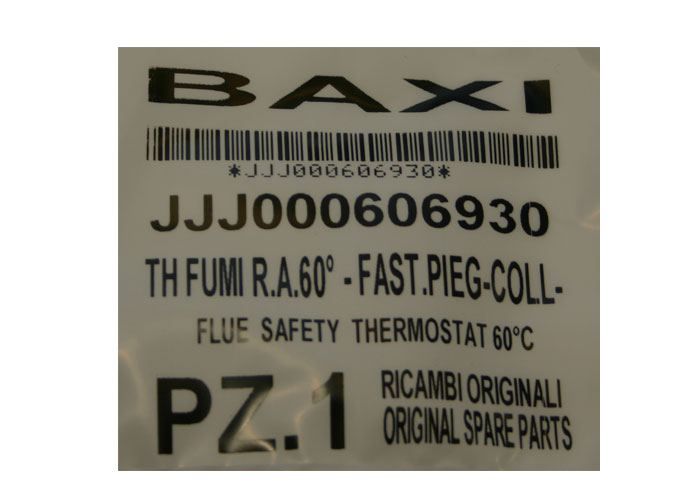 BAXI
*JJJ000606930*
JJJ000606930
TH FUMI R.A.60° -FAST.PIEG-COLL-
FLUE SAFETY THERMOSTAT 60°C
PZ.1
RICAMBI ORIGINALI
ORIGINAL SPARE PARTS